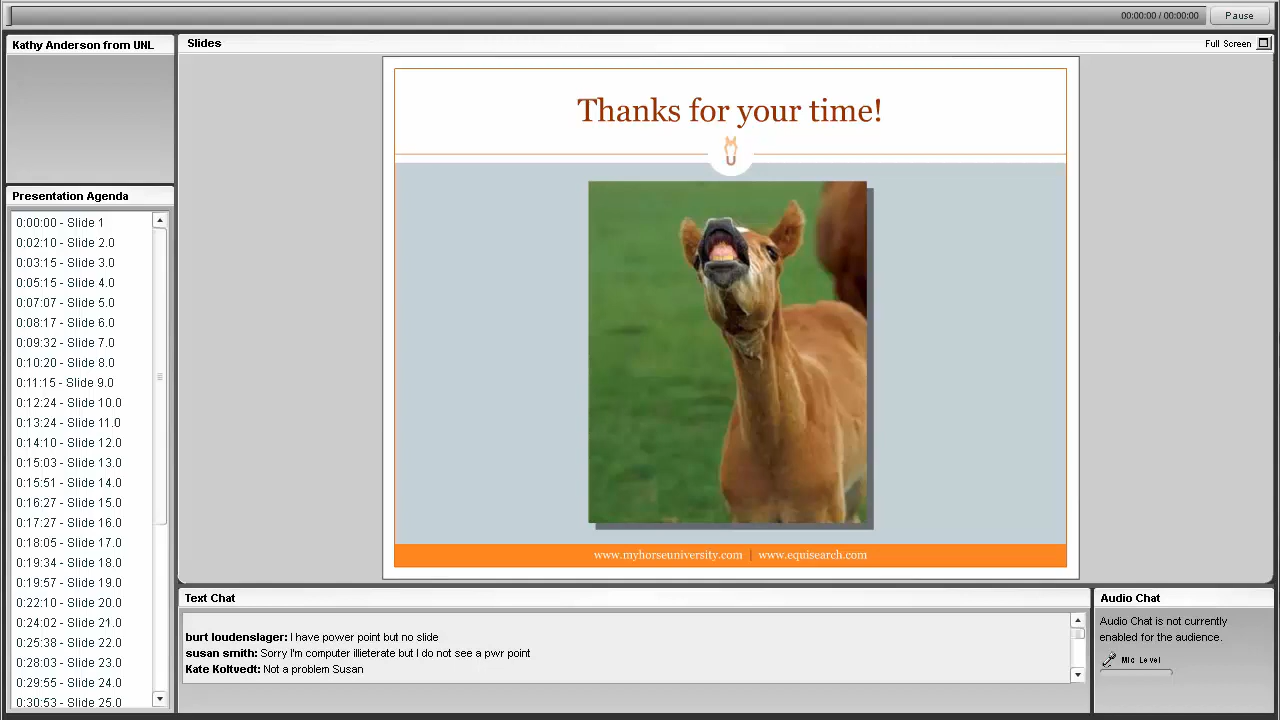 00:00:00 / 00:00:00
Pause
Kathy Anderson from UNL
Slides
Full Screen
Thanks for your time!
www.myhorseuniversity.com | www.equisearch.com
Presentation Agenda
0:00:00 - Slide 1
0:02:10 - Slide 2.0
0:03:15 - Slide 3.0
0:05:15 - Slide 4.0
0:07:07 - Slide 5.0
0:08:17 - Slide 6.0
0:09:32 - Slide 7.0
0:10:20 - Slide 8.0
0:11:15 - Slide 9.0
0:12:24 - Slide 10.0
0:13:24 - Slide 11.0
0:14:10 - Slide 12.0
0:15:03 - Slide 13.0
0:15:51 - Slide 14.0
0:16:27 - Slide 15.0
0:17:27 - Slide 16.0
0:18:05 - Slide 17.0
0:19:34 - Slide 18.0
0:19:57 - Slide 19.0
0:22:10 - Slide 20.0
0:24:02 - Slide 21.0
0:25:38 - Slide 22.0
0:28:03 - Slide 23.0
0:29:55 - Slide 24.0
0:30:53 - Slide 25.0
Text Chat
burt loudenslager: I have power point but no slide
susan smith: Sorry I'm computer illieterate but I do not see a pwr point
Kate Koltvedt: Not a problem Susan
Audio Chat
Audio Chat is not currently
enabled for the audience.
Mic Level